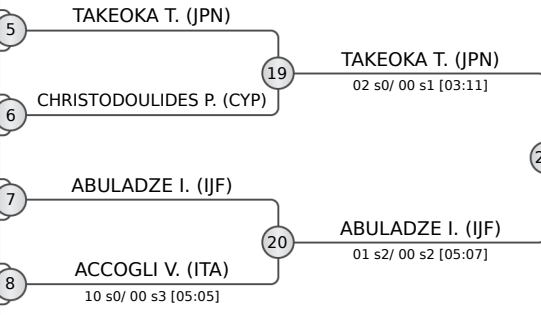 5
TAKEOKA T. (JPN)
19
TAKEOKA T. (JPN)
02 s0/ 00 s1 [03:11]
6
CHRISTODOULIDES P. (CYP)
2
7
ABULADZE I. (IJF)
20
ABULADZE I. (IJF)
01 s2/ 00 s2 [05:07]
8
ACCOGLI V. (ITA)
10 s0/ 00 s3 [05:05]